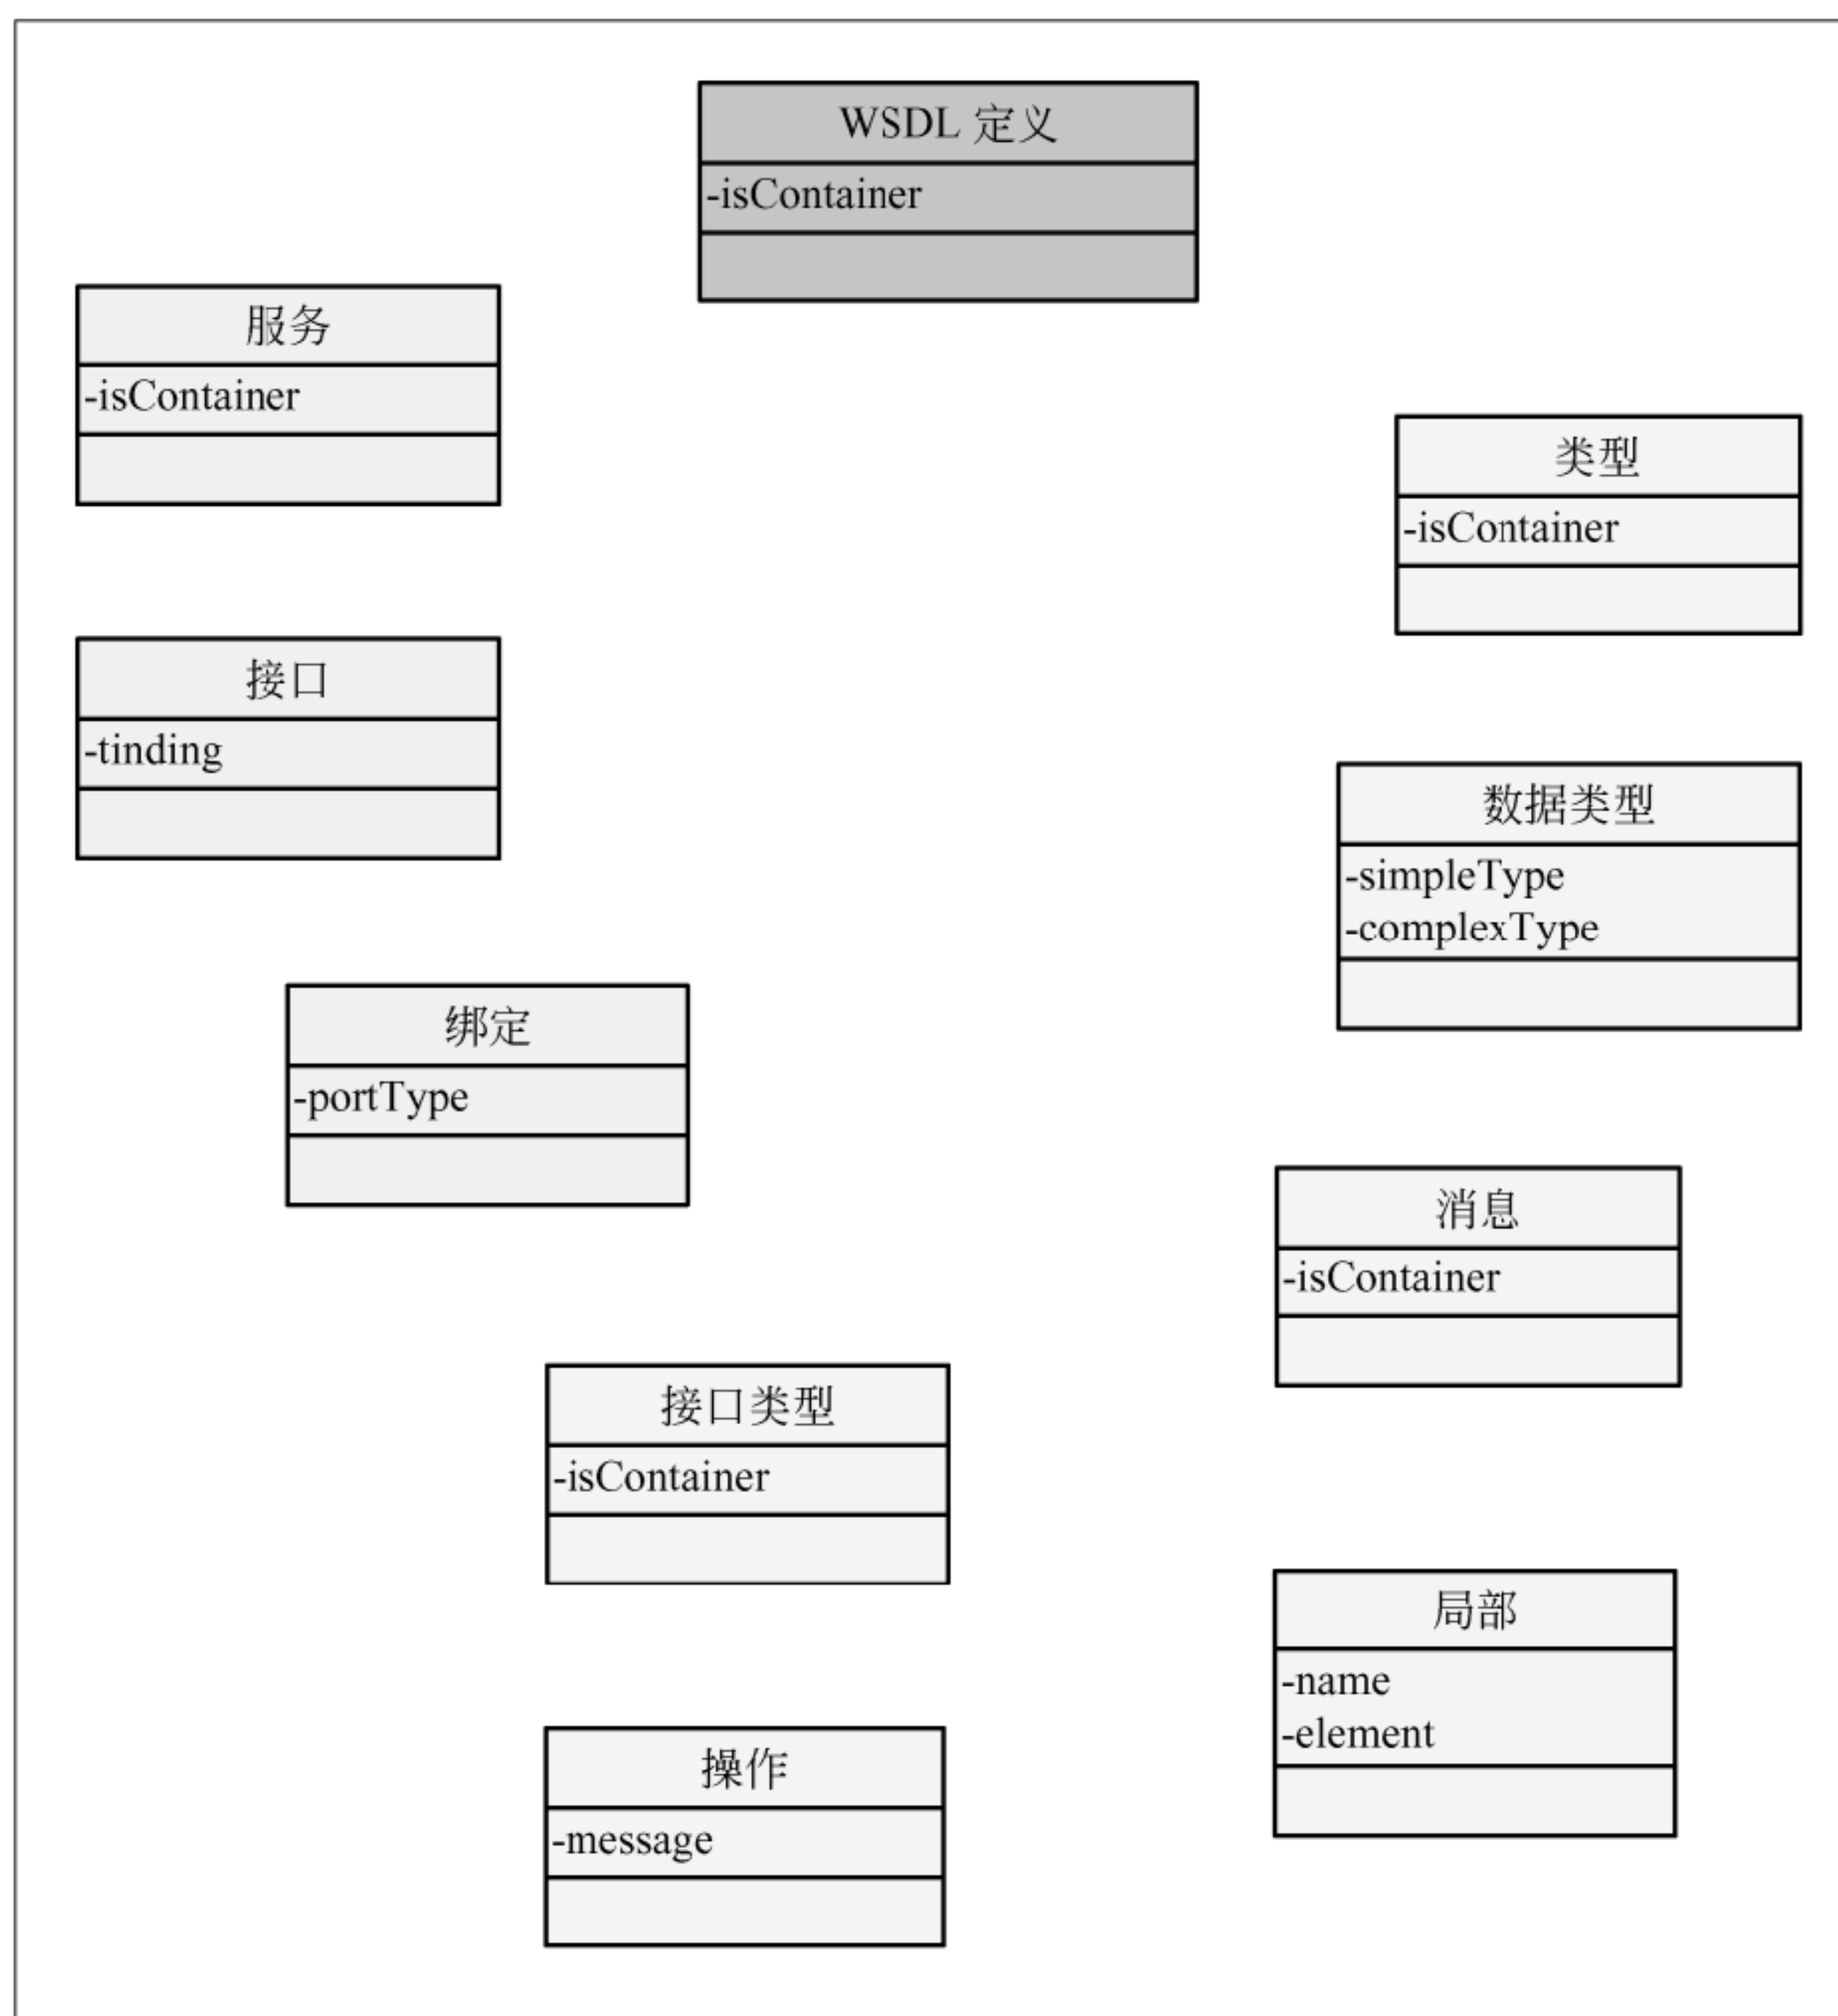 WSDL 定义
-isContainer
服务
-isContainer
类型
-isContainer
接口
-tinding
数据类型
-simpleType
-complexType
绑定
-portType
消息
-isContainer
接口类型
-isContainer
局部
-name
-element
操作
-message